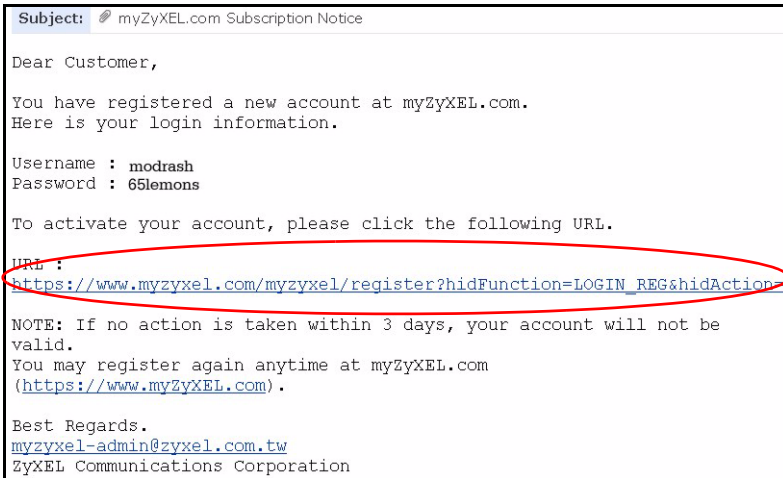 Subject: myZyXEL.com Subscription Notice
Dear Customer,
You have registered a new account at myZyXEL.com.
Here is your login information.
Username : modrash
Password : 65lemons
To activate your account, please click the following URL.
URL :
https://www.myzyxel.com/myzyxel/register?hidFunction=LOGIN_REG&hidAction=
NOTE: If no action is taken within 3 days, your account will not be
valid.
You may register again anytime at myZyXEL.com
(https://www.myZyXEL.com).
Best Regards.
myzyxel-admin@zyxel.com.tw
ZyXEL Communications Corporation